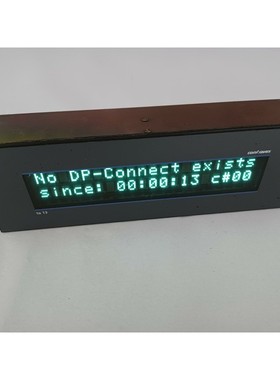 No DP-Connect exists
since: 00:00:13 c#00